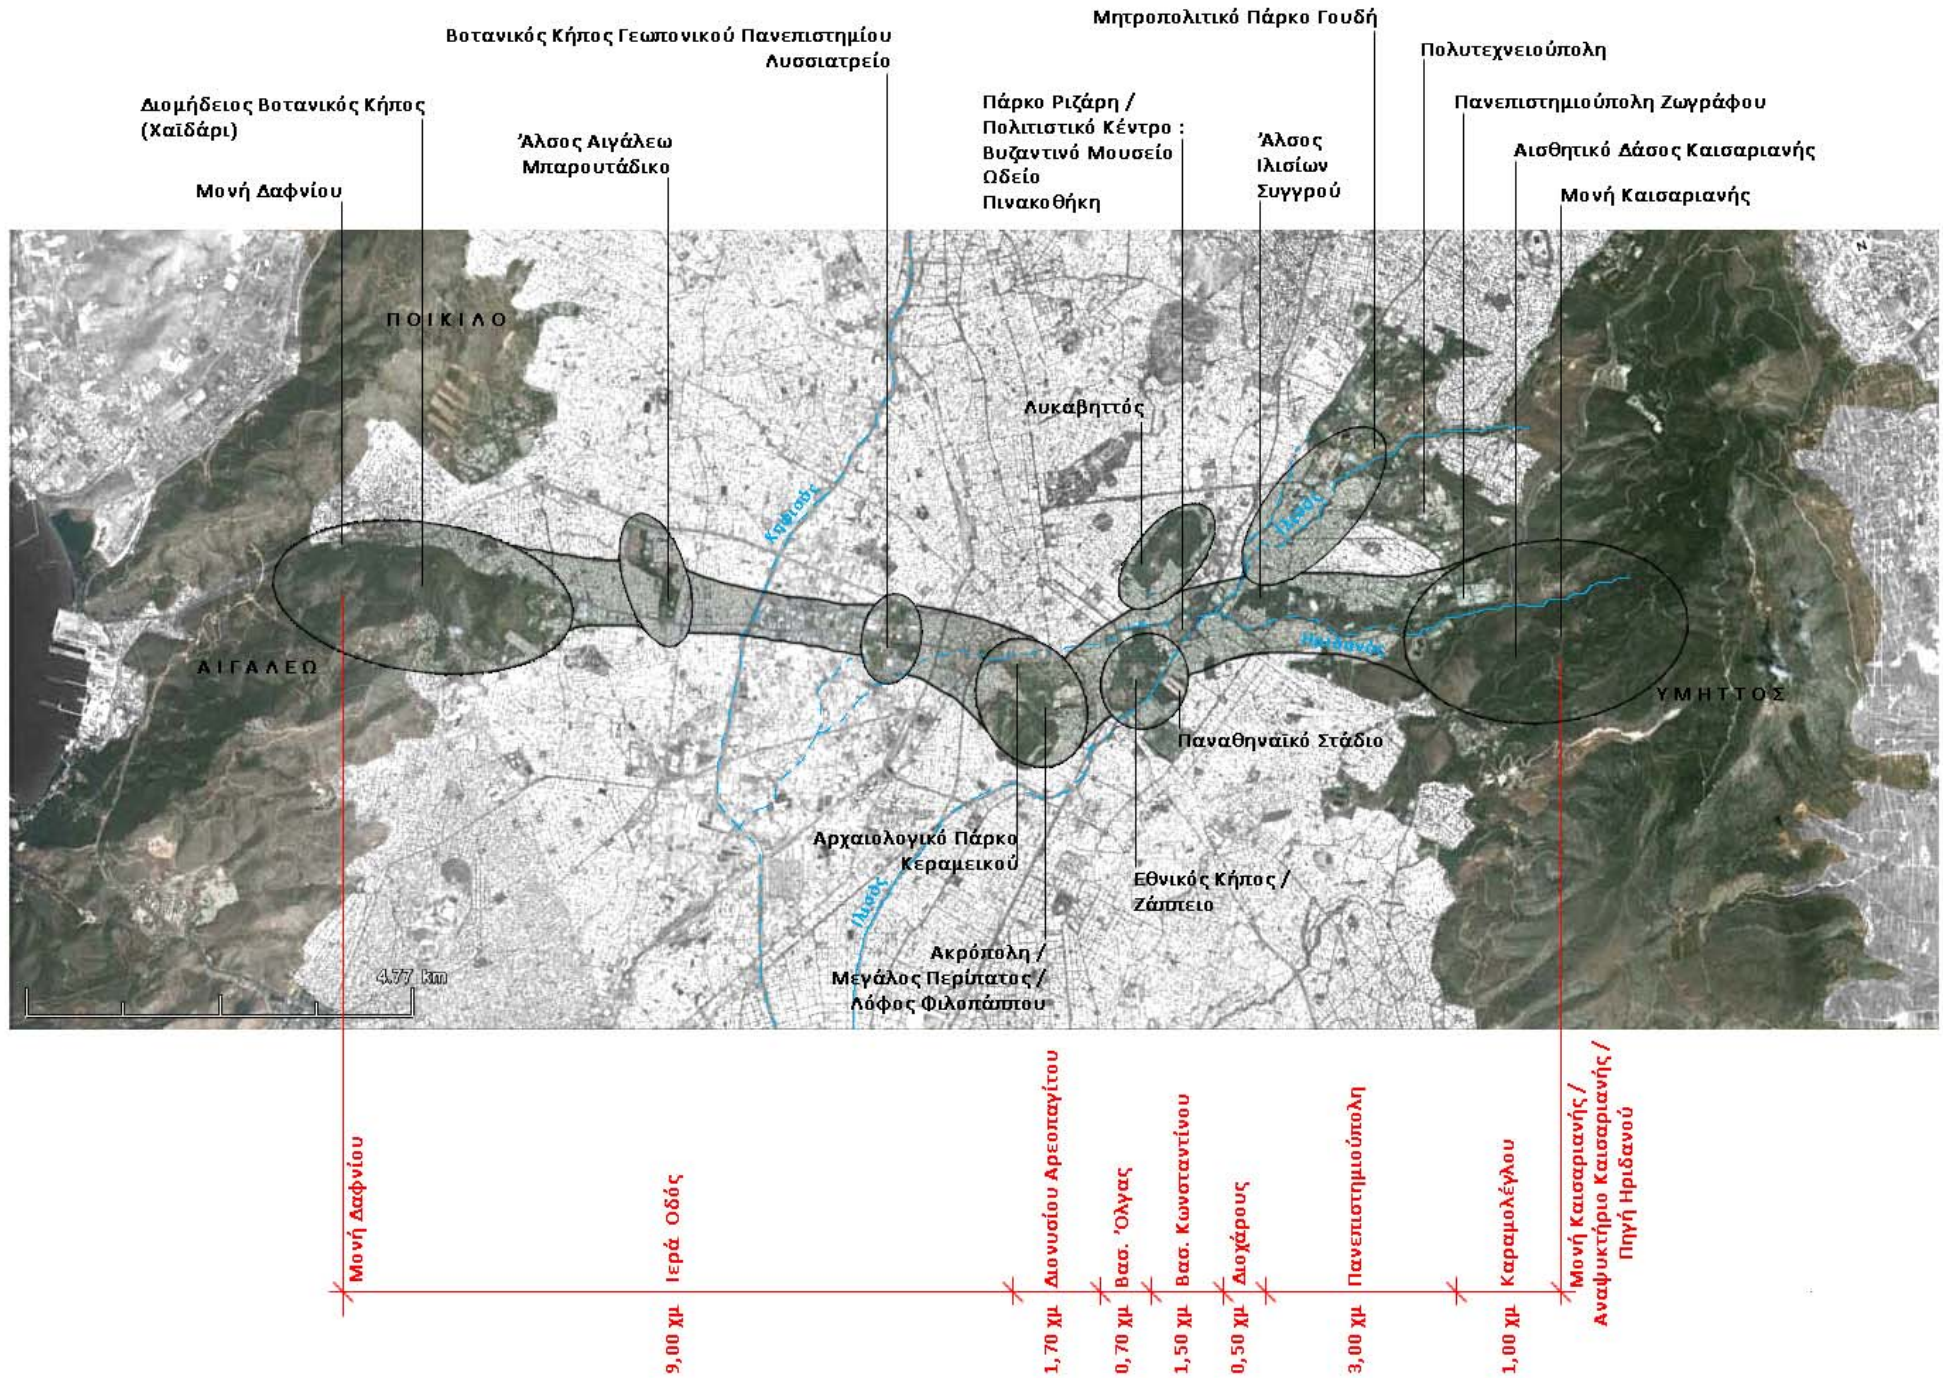 Μητροπολιτικό Πάρκο Γουδή
Βοτανικός Κήπος Γεωπονικού Πανεπιστημίου
Λυσσιατρείο
Πολυτεχνειούπολη
Διομήδειος Βοτανικός Κήπος
(Χαϊδάρι)
Πάρκο Ριζάρη /
Πολιτιστικό Κέντρο :
Βυζαντινό Μουσείο
Ωδείο
Πινακοθήκη
Πανεπιστημιούπολη Ζωγράφου
Άλσος Αιγάλεω
Μπαρουτάδικο
Άλσος
Ιλισίων
Συγγρού
Αισθητικό Δάσος Καισαριανής
Μονή Δαφνίου
Μονή Καισαριανής
N
ΠΟΙΚΙΛΟ
Λυκαβηττός
Κηφισός
Ιλισός
Ηριδανός
ΑΙΓΑΛΕΩ
ΥΜΗΤΤΟΣ
Παναθηναϊκό Στάδιο
Αρχαιολογικό Πάρκο
Κεραμεικού
Εθνικός Κήπος /
Ζάππειο
Ιλισός
Ακρόπολη /
Μεγάλος Περίπατος /
Λόφος Φιλοπάππου
4.77 km
Μονή Δαφνίου
Ιερά Οδός
Διονυσίου Αρεοπαγίτου
Βασ. Όλγας
Βασ. Κωνσταντίνου
Διοχάρους
Πανεπιστημιούπολη
Καραμολέγλου
Μονή Καισαριανής /
Αναψυκτήριο Καισαριανής /
Πηγή Ηριδανού
9,00 χμ
1,70 χμ
0,70 χμ
1,50 χμ
0,50 χμ
3,00 χμ
1,00 χμ